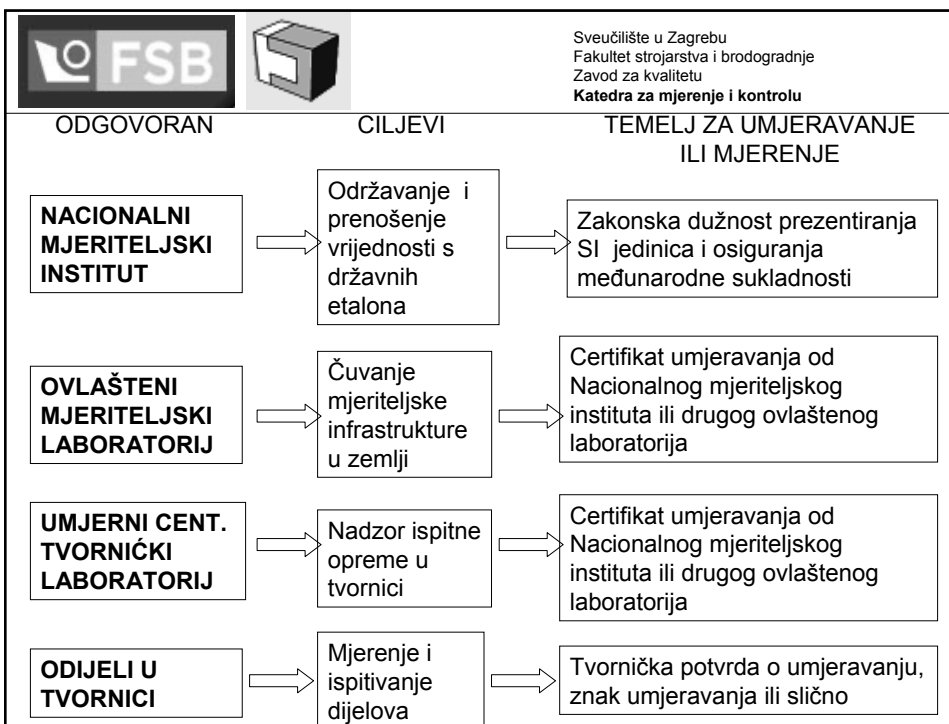 FSB
Sveučilište u Zagrebu
Fakultet strojarstva i brodogradnje
Zavod za kvalitetu
Katedra za mjerenje i kontrolu
ODGOVORAN
CILJEVI
TEMELJ ZA UMJERAVANJE
ILI MJERENJE
NACIONALNI
MJERITELJSKI
INSTITUT
Održavanje i
prenošenje
vrijednosti s
državnih
etalona
Zakonska dužnost prezentiranja
SI jedinica i osiguranja
međunarodne sukladnosti
OVLAŠTENI
MJERITELJSKI
LABORATORIJ
Čuvanje
mjeriteljske
infrastrukture
u zemlji
Certifikat umjeravanja od
Nacionalnog mjeriteljskog
instituta ili drugog ovlaštenog
laboratorija
UMJERNI CENT.
TVORNIĆKI
LABORATORIJ
Nadzor ispitne
opreme u
tvornici
Certifikat umjeravanja od
Nacionalnog mjeriteljskog
instituta ili drugog ovlaštenog
laboratorija
ODIJELI U
TVORNICI
Mjerenje i
ispitivanje
dijelova
Tvornička potvrda o umjeravanju,
znak umjeravanja ili slično